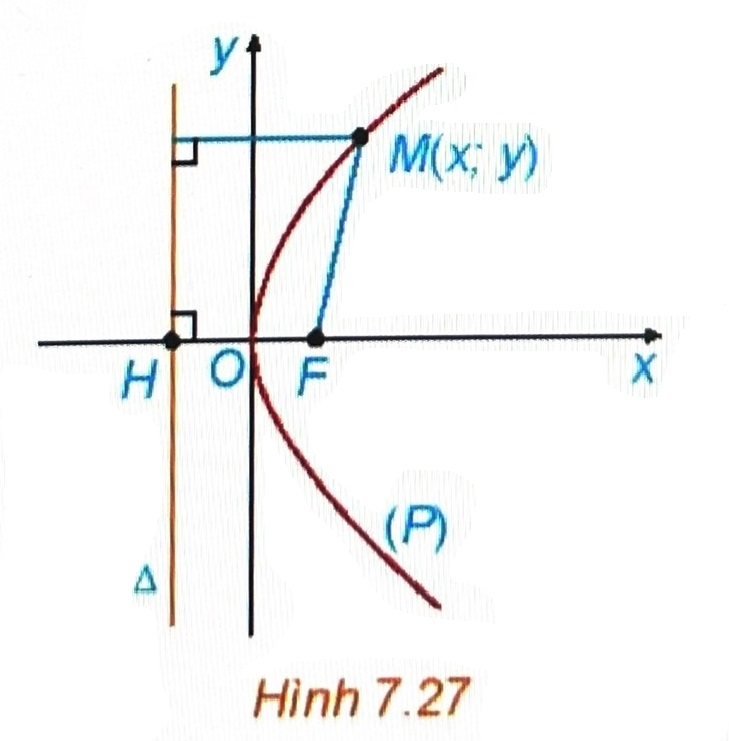 y
M(x; y)
H O F x
(P)
Δ
Hình 7.27